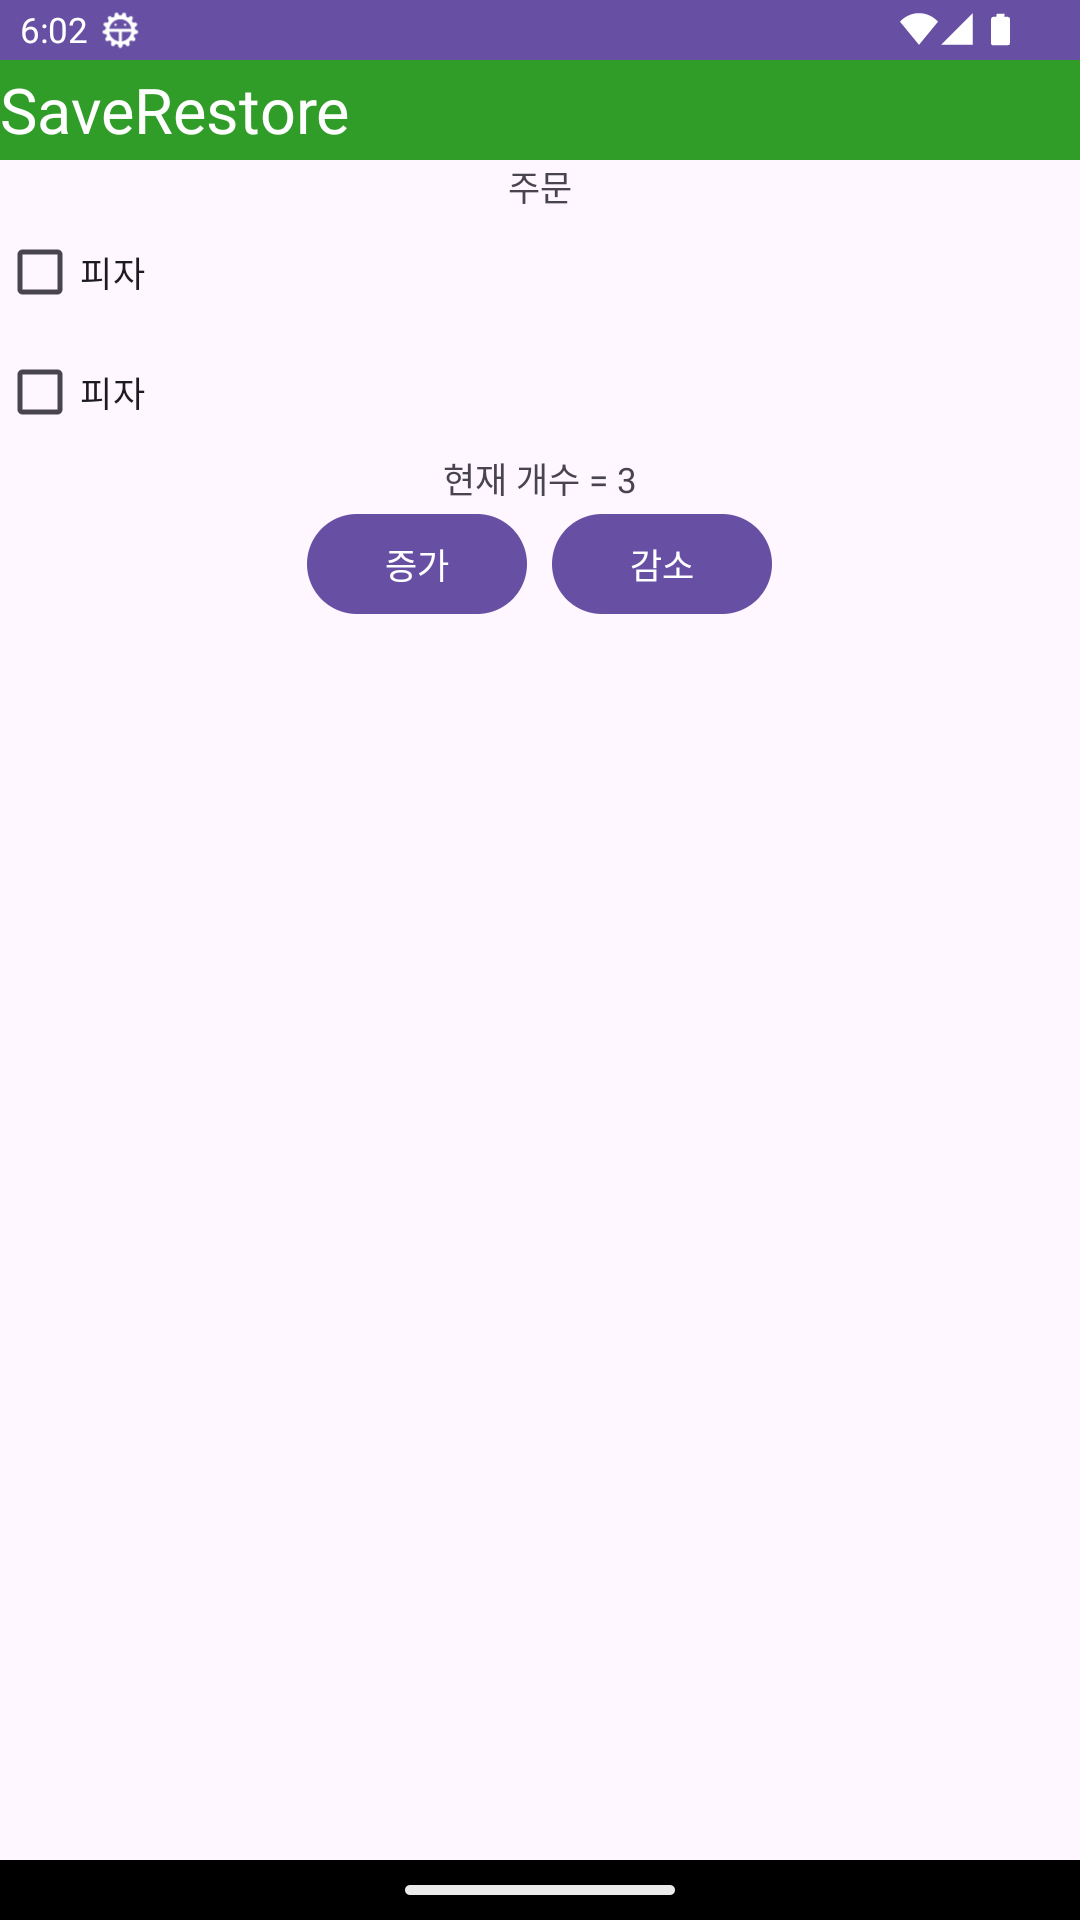 6:02
SaveRestore
주문
피자
피자
현재 개수 = 3
증가 감소